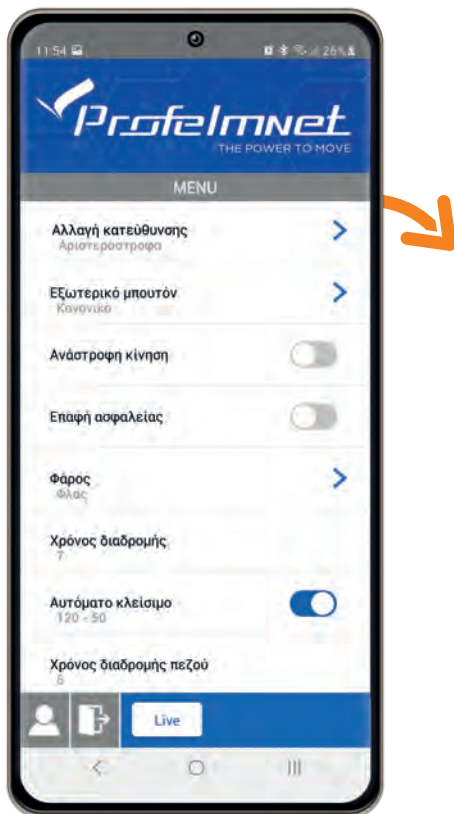 11:54
26%
Profelmnet
THE POWER TO MOVE
MENU
Αλλαγή κατεύθυνσης
Αριστερόστροφα
Εξωτερικό μπουτόν
Κανονικό
Ανάστροφη κίνηση
Επαφή ασφαλείας
Φάρος
Φλας
Χρόνος διαδρομής
7
Αυτόματο κλείσιμο
120 - 50
Χρόνος διαδρομής πεζού
6
Live